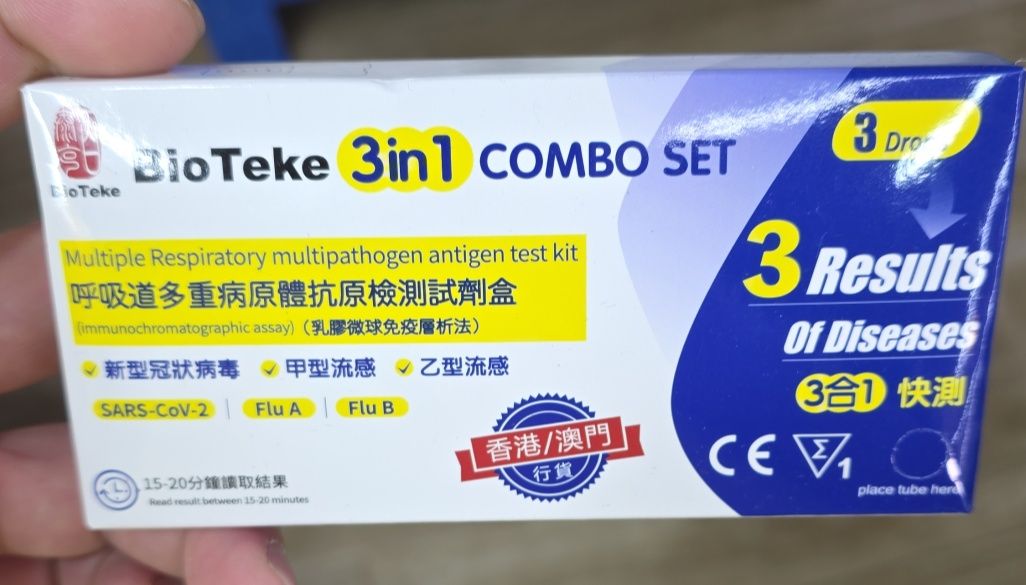 BioTeke
BioTeke 3in1 COMBO SET
3 Drops
Multiple Respiratory multipathogen antigen test kit
呼吸道多重病原體抗原檢測試劑盒
(immunochromatographic assay)（乳膠微球免疫層析法）
新型冠狀病毒 甲型流感 乙型流感
SARS-CoV-2 Flu A Flu B
15-20分鐘讀取結果
Read result between 15-20 minutes
香港/澳門
行貨
3 Results
Of Diseases
3合1 快測
CE Σ 1
place tube here